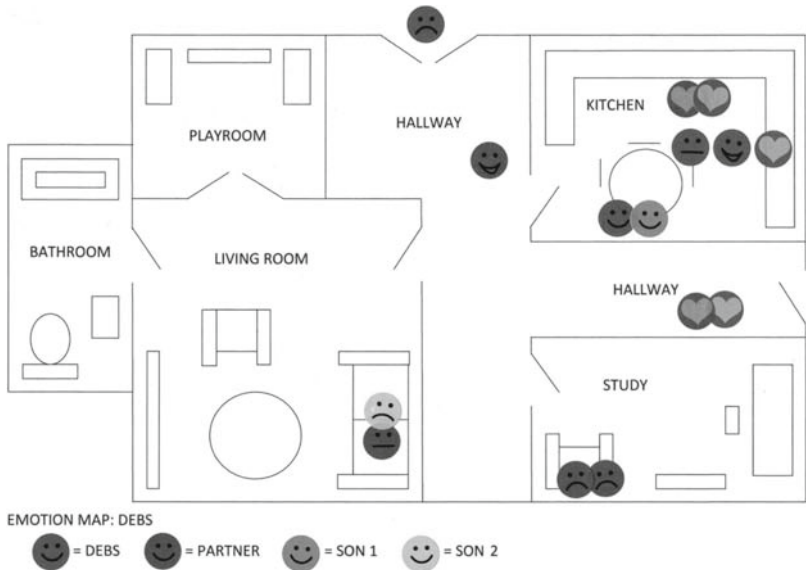 PLAYROOM
HALLWAY
KITCHEN
BATHROOM
LIVING ROOM
HALLWAY
STUDY
EMOTION MAP: DEBS
= DEBS = PARTNER = SON 1 = SON 2